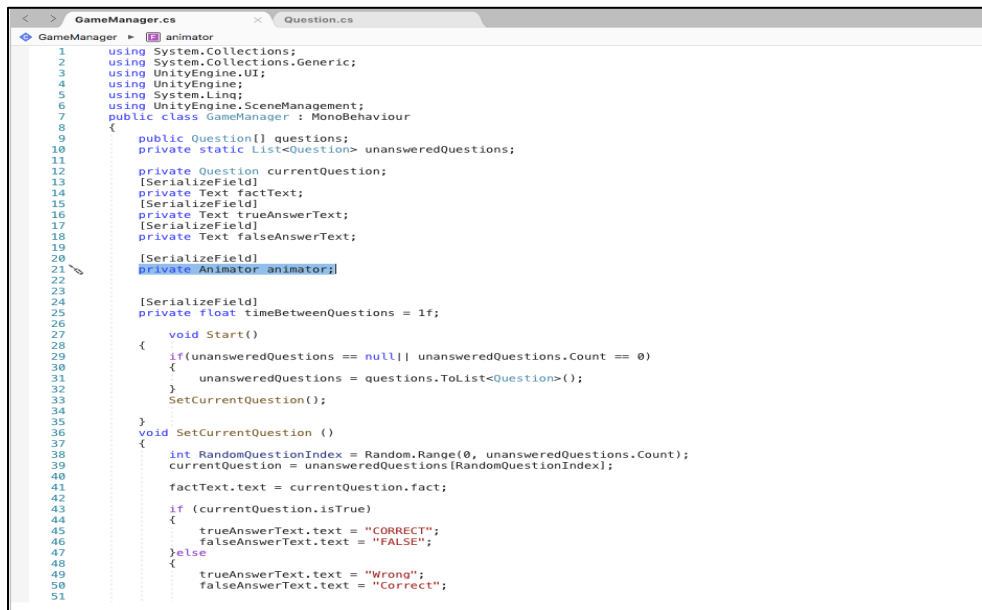 < > GameManager.cs × Question.cs
GameManager ► F animator
1 using System.Collections;
2 using System.Collections.Generic;
3 using UnityEngine.UI;
4 using UnityEngine;
5 using System.Linq;
6 using UnityEngine.SceneManagement;
7 public class GameManager : MonoBehaviour
8 {
9 public Question[] questions;
10 private static List<Question> unansweredQuestions;
11
12 private Question currentQuestion;
13 [SerializeField]
14 private Text factText;
15 [SerializeField]
16 private Text trueAnswerText;
17 [SerializeField]
18 private Text falseAnswerText;
19
20 [SerializeField]
21 private Animator animator;
22
23
24 [SerializeField]
25 private float timeBetweenQuestions = 1f;
26
27 void Start()
28 {
29 if(unansweredQuestions == null|| unansweredQuestions.Count == 0)
30 {
31 unansweredQuestions = questions.ToList<Question>();
32 }
33 SetCurrentQuestion();
34
35 }
36 void SetCurrentQuestion ()
37 {
38 int RandomQuestionIndex = Random.Range(0, unansweredQuestions.Count);
39 currentQuestion = unansweredQuestions[RandomQuestionIndex];
40
41 factText.text = currentQuestion.fact;
42
43 if (currentQuestion.isTrue)
44 {
45 trueAnswerText.text = "CORRECT";
46 falseAnswerText.text = "FALSE";
47 }else
48 {
49 trueAnswerText.text = "Wrong";
50 falseAnswerText.text = "Correct";
51